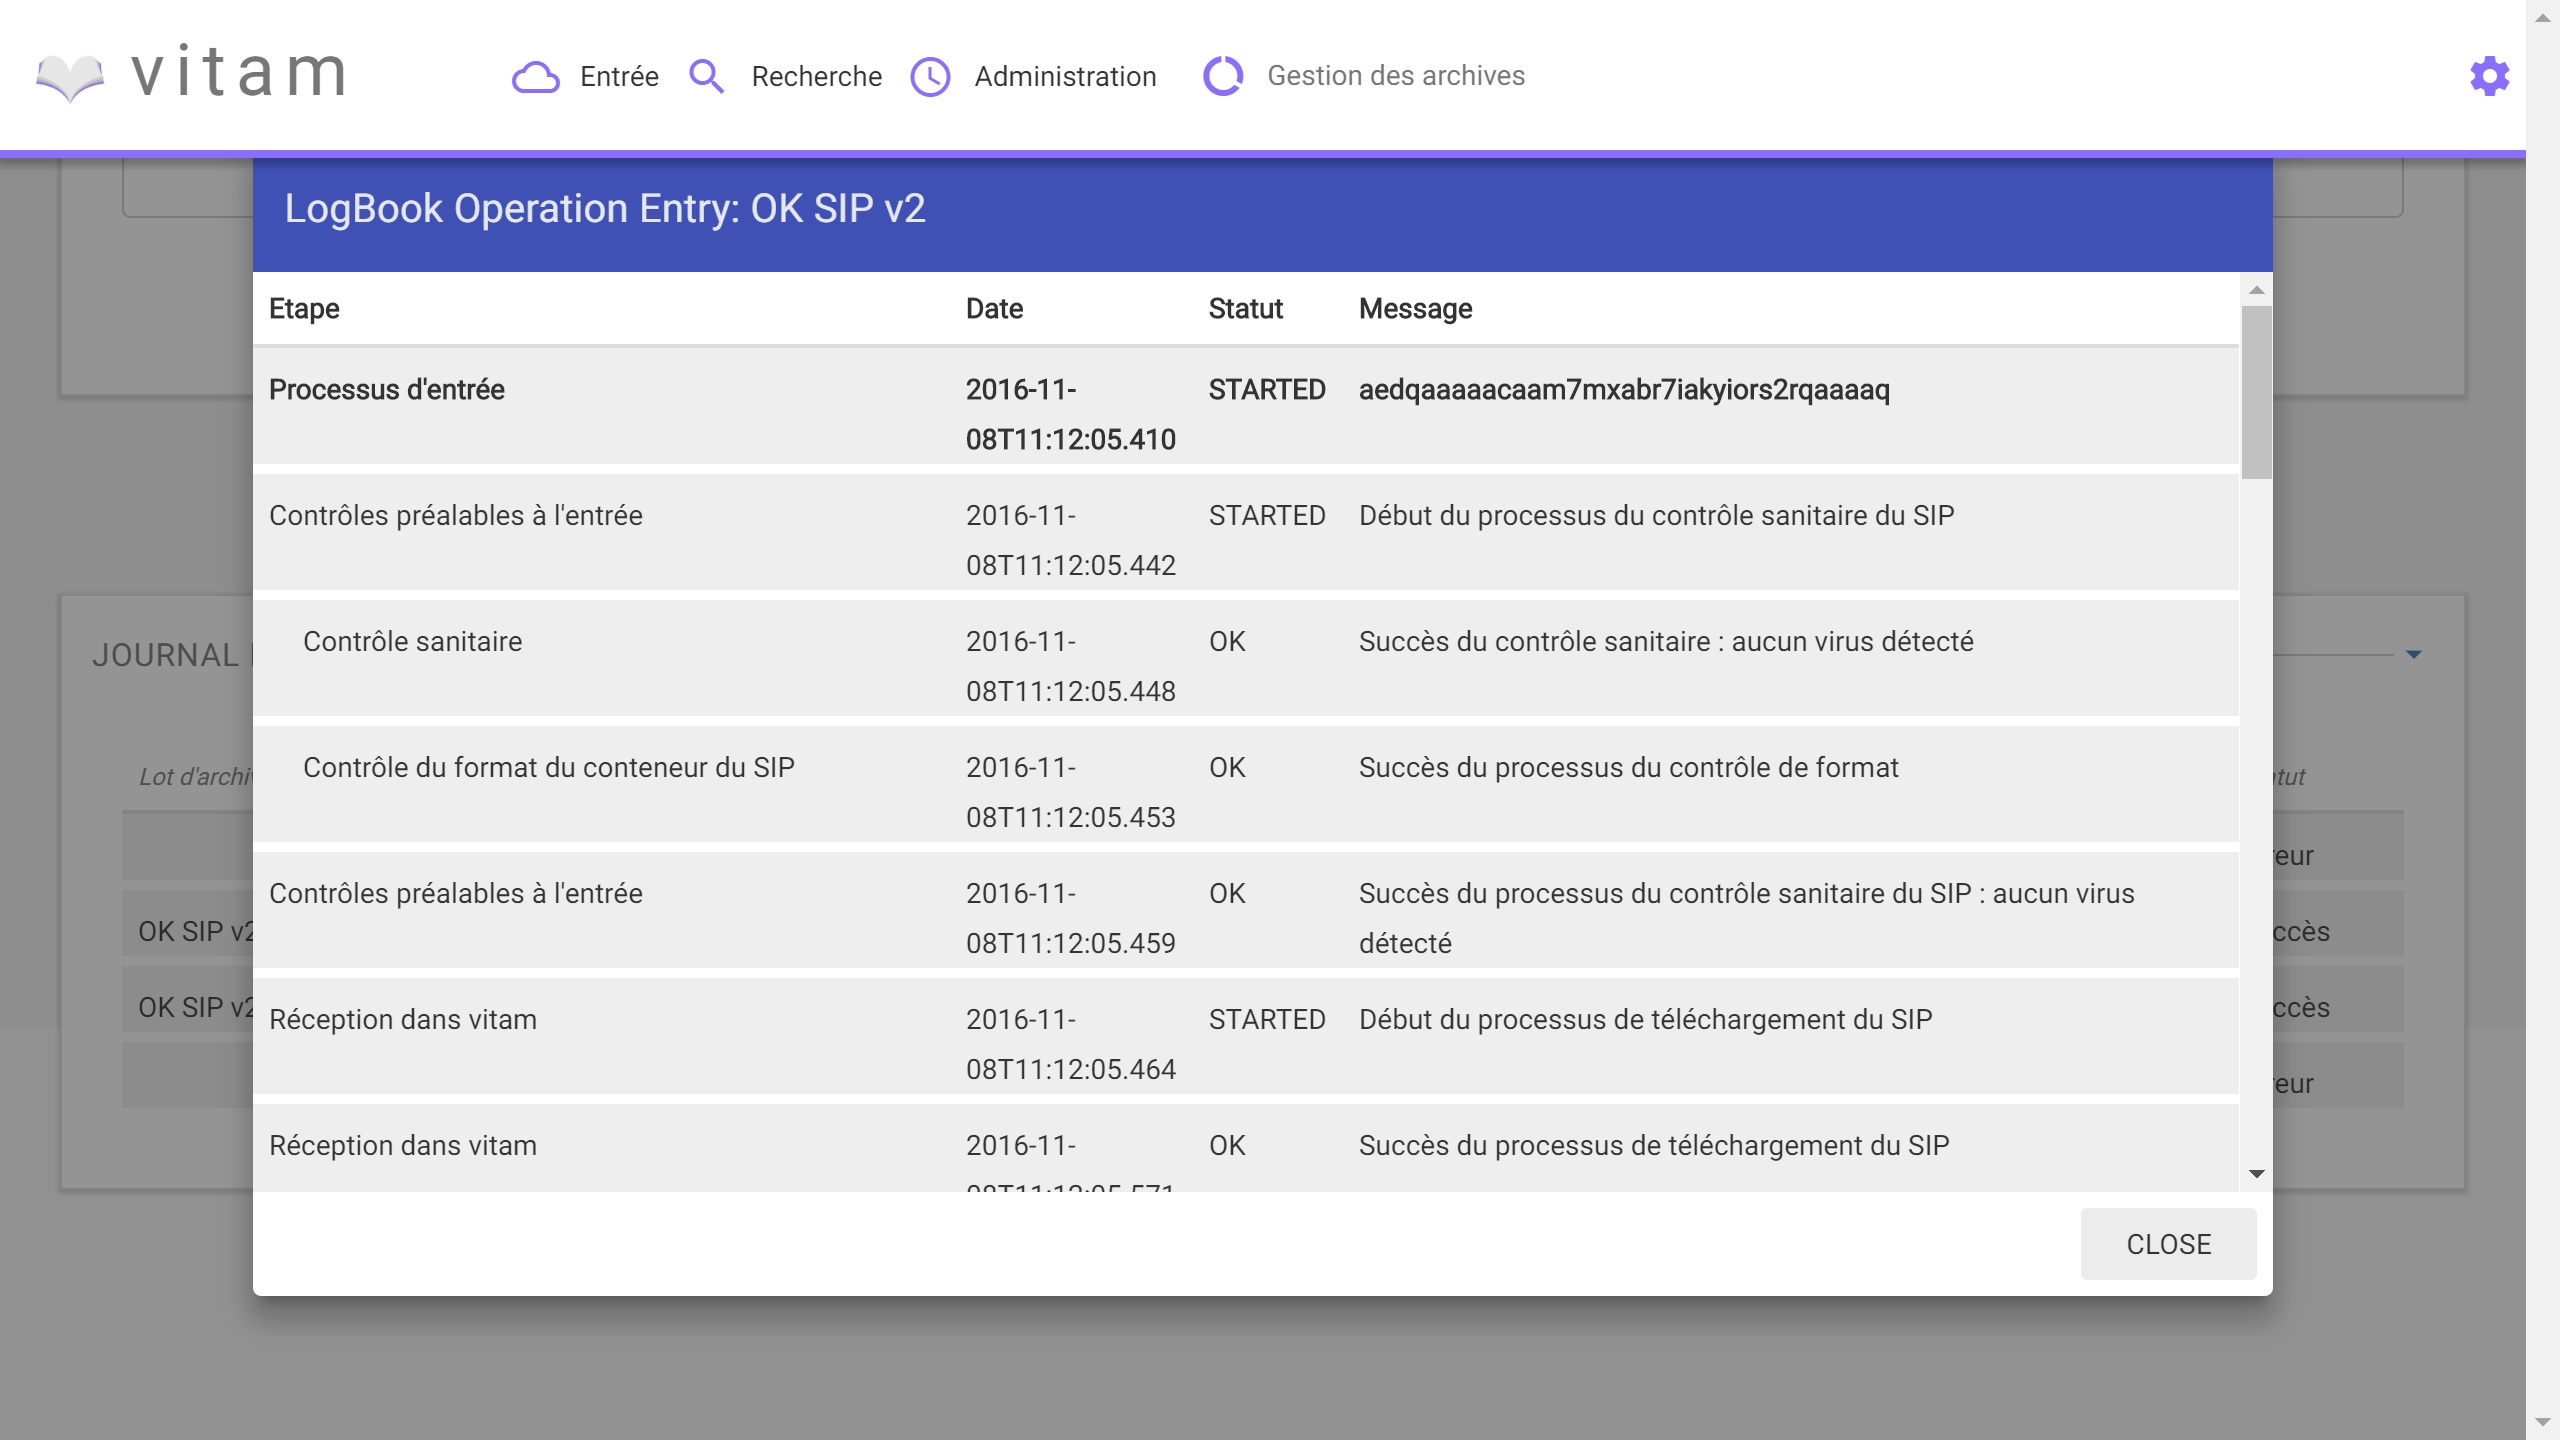 vitam
Entrée
Recherche
Administration
Gestion des archives
LogBook Operation Entry: OK SIP v2
Etape
Date
Statut
Message
Processus d'entrée
2016-11-
08T11:12:05.410
STARTED
aedqaaaaacaam7mxabr7iakyiors2rqaaaaq
Contrôles préalables à l'entrée
2016-11-
08T11:12:05.442
STARTED
Début du processus du contrôle sanitaire du SIP
Contrôle sanitaire
2016-11-
08T11:12:05.448
OK
Succès du contrôle sanitaire : aucun virus détecté
Contrôle du format du conteneur du SIP
2016-11-
08T11:12:05.453
OK
Succès du processus du contrôle de format
Contrôles préalables à l'entrée
2016-11-
08T11:12:05.459
OK
Succès du processus du contrôle sanitaire du SIP : aucun virus
détecté
Réception dans vitam
2016-11-
08T11:12:05.464
STARTED
Début du processus de téléchargement du SIP
Réception dans vitam
2016-11-
08T11:12:05.571
OK
Succès du processus de téléchargement du SIP
CLOSE
JOURNAL
Lot d'archi
tut
eur
OK SIP v2
ccès
OK SIP v2
ccès
eur